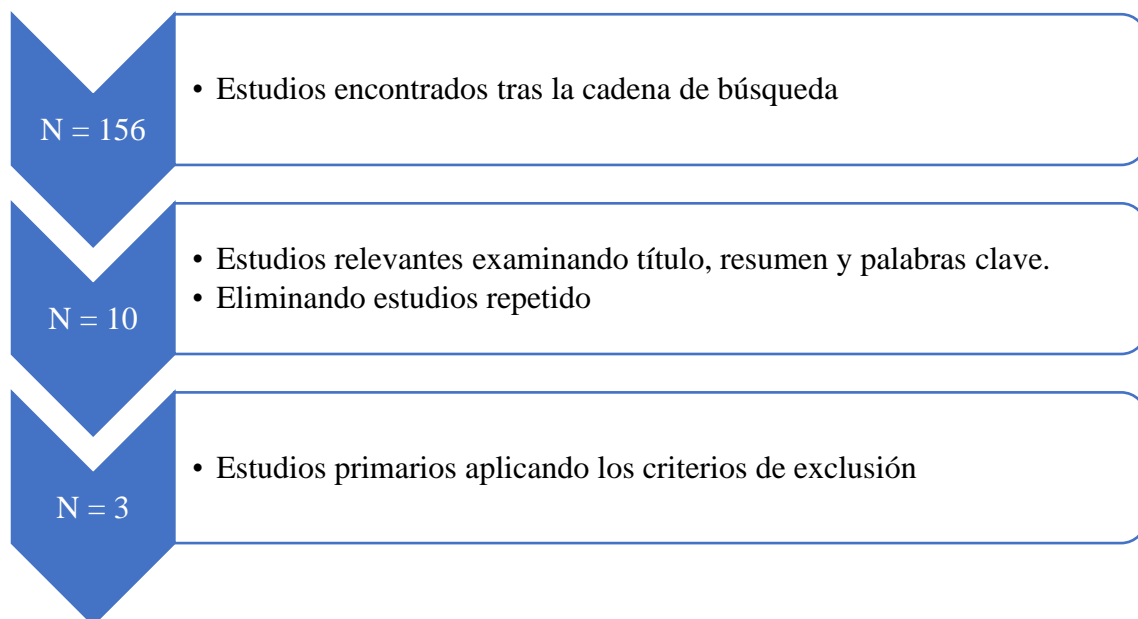 N = 156
• Estudios encontrados tras la cadena de búsqueda
N = 10
• Estudios relevantes examinando título, resumen y palabras clave.
• Eliminando estudios repetido
N = 3
• Estudios primarios aplicando los criterios de exclusión